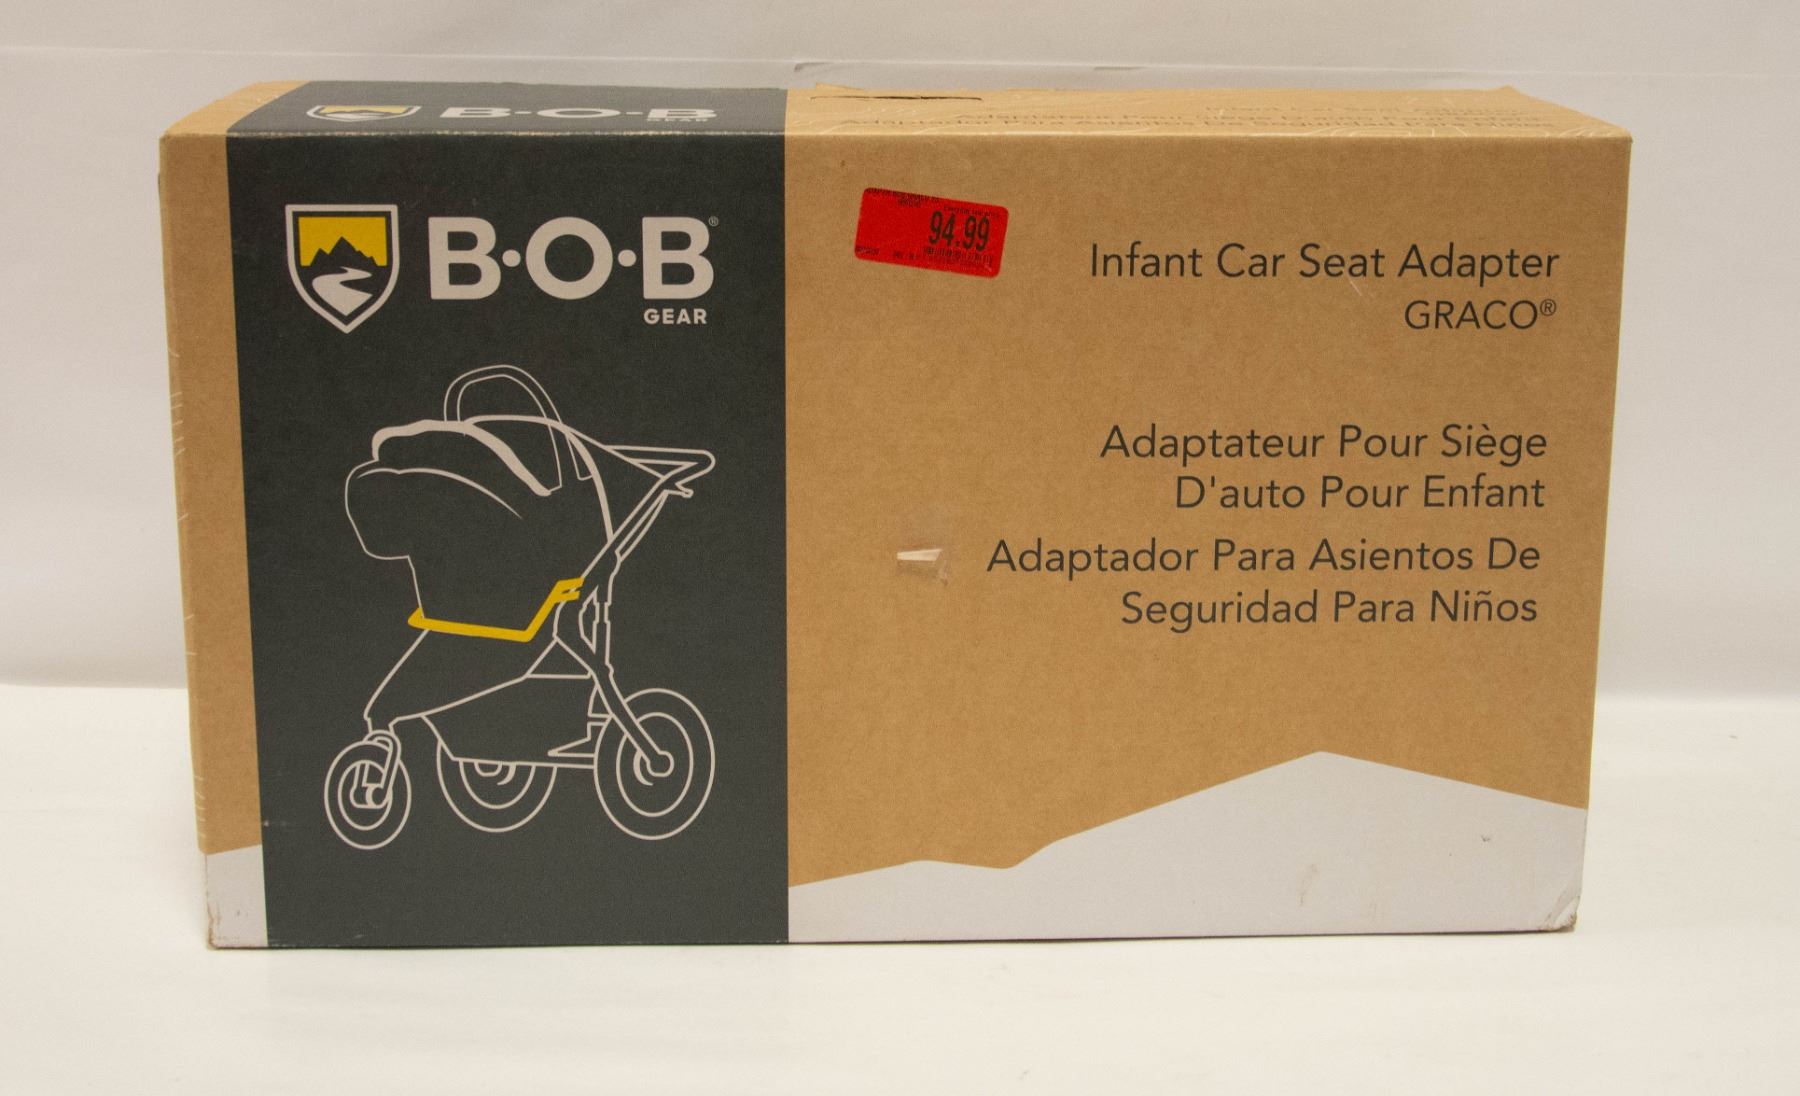 B·O·B
GEAR
B·O·B®
GEAR
94.99
Infant Car Seat Adapter
GRACO®
Adaptateur Pour Siège
D'auto Pour Enfant
Adaptador Para Asientos De
Seguridad Para Niños